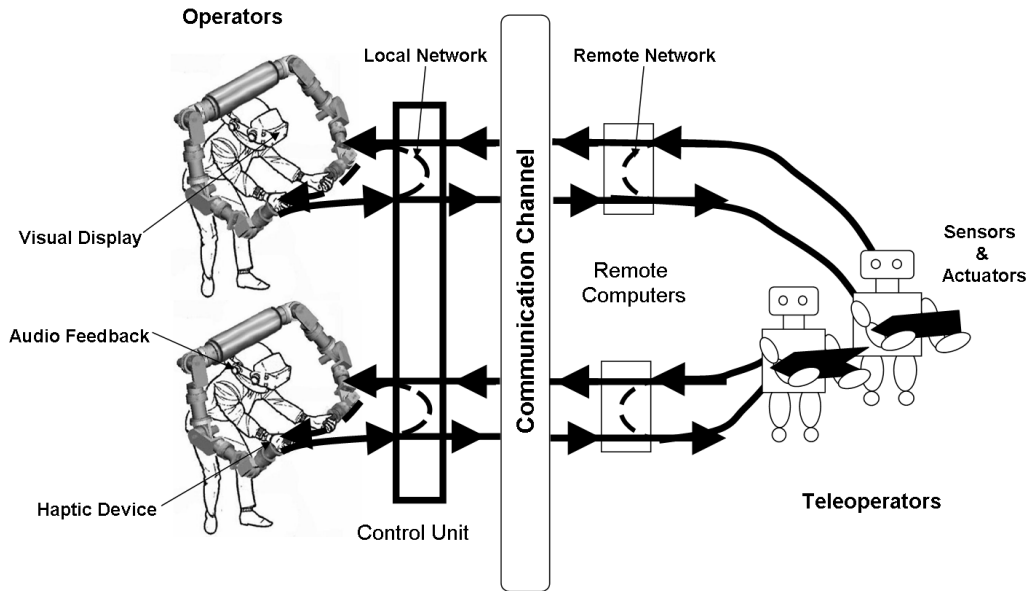 Operators
Local Network
Remote Network
Communication Channel
Visual Display
Sensors
&
Actuators
Remote
Computers
Audio Feedback
Haptic Device
Control Unit
Teleoperators